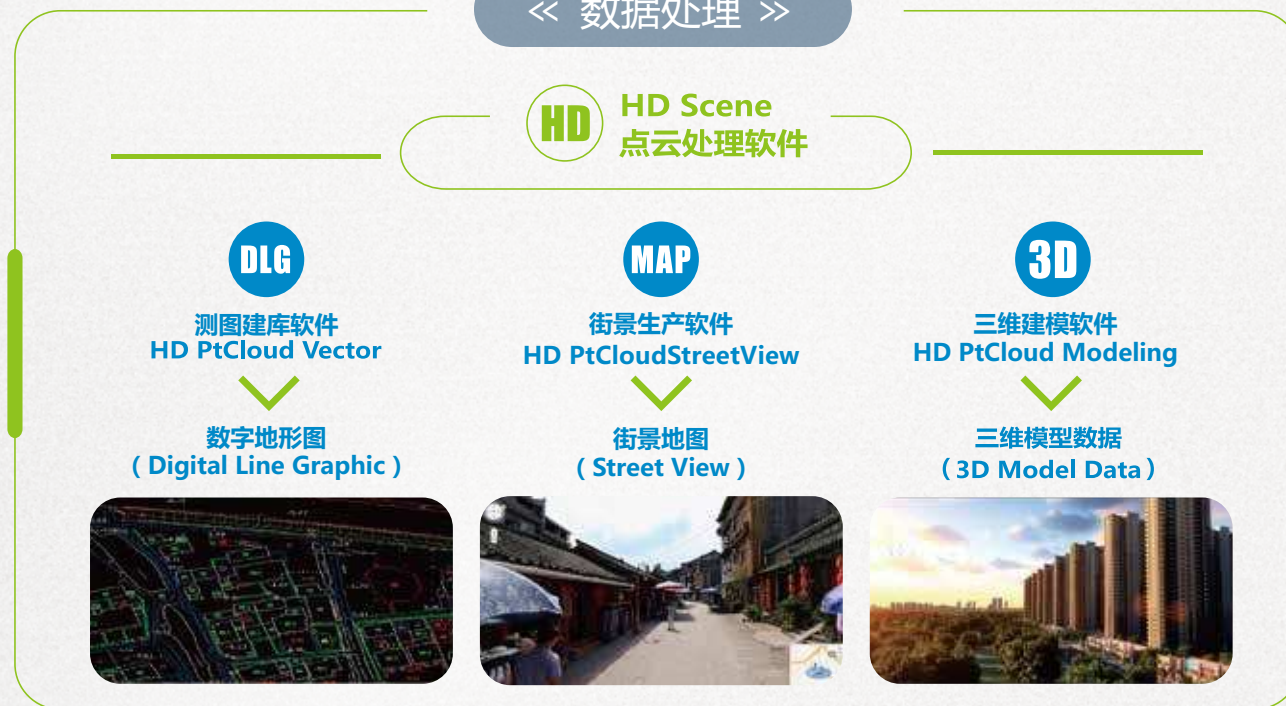 ≪ 数据处理 ≫
HD
HD Scene
点云处理软件
DLG
测图建库软件
HD PtCloud Vector
数字地形图
（Digital Line Graphic）
MAP
街景生产软件
HD PtCloudStreetView
街景地图
（Street View）
3D
三维建模软件
HD PtCloud Modeling
三维模型数据
（3D Model Data）